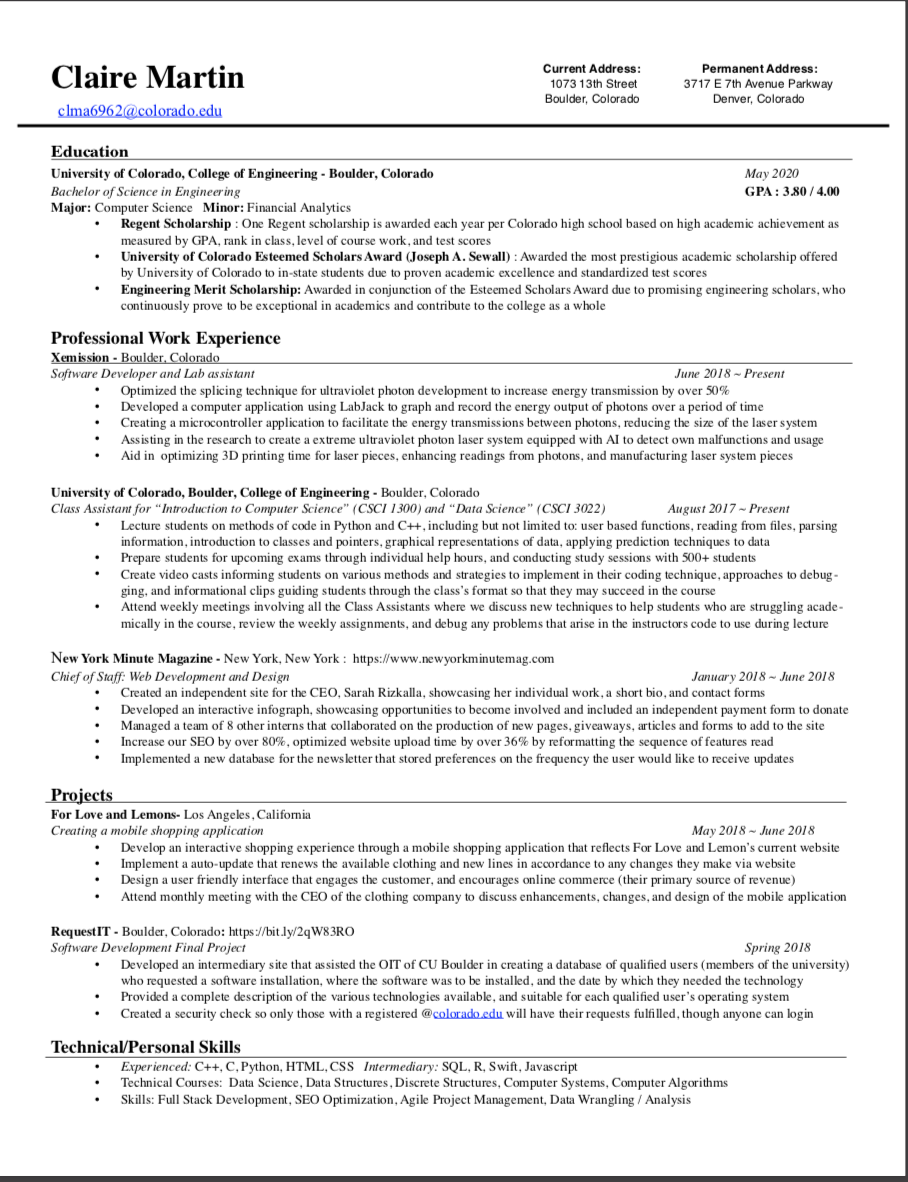 Claire Martin
clma6962@colorado.edu
Current Address:
1073 13th Street
Boulder, Colorado
Permanent Address:
3717 E 7th Avenue Parkway
Denver, Colorado
Education
University of Colorado, College of Engineering - Boulder, Colorado May 2020
Bachelor of Science in Engineering GPA : 3.80 / 4.00
Major: Computer Science Minor: Financial Analytics
• Regent Scholarship : One Regent scholarship is awarded each year per Colorado high school based on high academic achievement as
measured by GPA, rank in class, level of course work, and test scores
• University of Colorado Esteemed Scholars Award (Joseph A. Sewall) : Awarded the most prestigious academic scholarship offered
by University of Colorado to in-state students due to proven academic excellence and standardized test scores
• Engineering Merit Scholarship: Awarded in conjunction of the Esteemed Scholars Award due to promising engineering scholars, who
continuously prove to be exceptional in academics and contribute to the college as a whole
Professional Work Experience
Xemission - Boulder, Colorado
Software Developer and Lab assistant June 2018 ~ Present
• Optimized the splicing technique for ultraviolet photon development to increase energy transmission by over 50%
• Developed a computer application using LabJack to graph and record the energy output of photons over a period of time
• Creating a microcontroller application to facilitate the energy transmissions between photons, reducing the size of the laser system
• Assisting in the research to create a extreme ultraviolet photon laser system equipped with AI to detect own malfunctions and usage
• Aid in optimizing 3D printing time for laser pieces, enhancing readings from photons, and manufacturing laser system pieces
University of Colorado, Boulder, College of Engineering - Boulder, Colorado
Class Assistant for “Introduction to Computer Science” (CSCI 1300) and “Data Science” (CSCI 3022) August 2017 ~ Present
• Lecture students on methods of code in Python and C++, including but not limited to: user based functions, reading from files, parsing
information, introduction to classes and pointers, graphical representations of data, applying prediction techniques to data
• Prepare students for upcoming exams through individual help hours, and conducting study sessions with 500+ students
• Create video casts informing students on various methods and strategies to implement in their coding technique, approaches to debug-
ging, and informational clips guiding students through the class's format so that they may succeed in the course
• Attend weekly meetings involving all the Class Assistants where we discuss new techniques to help students who are struggling acade-
mically in the course, review the weekly assignments, and debug any problems that arise in the instructors code to use during lecture
New York Minute Magazine - New York, New York : https://www.newyorkminutemag.com
Chief of Staff: Web Development and Design January 2018 ~ June 2018
• Created an independent site for the CEO, Sarah Rizkalla, showcasing her individual work, a short bio, and contact forms
• Developed an interactive infograph, showcasing opportunities to become involved and included an independent payment form to donate
• Managed a team of 8 other interns that collaborated on the production of new pages, giveaways, articles and forms to add to the site
• Increase our SEO by over 80%, optimized website upload time by over 36% by reformatting the sequence of features read
• Implemented a new database for the newsletter that stored preferences on the frequency the user would like to receive updates
Projects
For Love and Lemons- Los Angeles, California
Creating a mobile shopping application May 2018 ~ June 2018
• Develop an interactive shopping experience through a mobile shopping application that reflects For Love and Lemon's current website
• Implement a auto-update that renews the available clothing and new lines in accordance to any changes they make via website
• Design a user friendly interface that engages the customer, and encourages online commerce (their primary source of revenue)
• Attend monthly meeting with the CEO of the clothing company to discuss enhancements, changes, and design of the mobile application
RequestIT - Boulder, Colorado: https://bit.ly/2qW83RO
Software Development Final Project Spring 2018
• Developed an intermediary site that assisted the OIT of CU Boulder in creating a database of qualified users (members of the university)
who requested a software installation, where the software was to be installed, and the date by which they needed the technology
• Provided a complete description of the various technologies available, and suitable for each qualified user's operating system
• Created a security check so only those with a registered @colorado.edu will have their requests fulfilled, though anyone can login
Technical/Personal Skills
• Experienced: C++, C, Python, HTML, CSS Intermediary: SQL, R, Swift, Javascript
• Technical Courses: Data Science, Data Structures, Discrete Structures, Computer Systems, Computer Algorithms
• Skills: Full Stack Development, SEO Optimization, Agile Project Management, Data Wrangling / Analysis